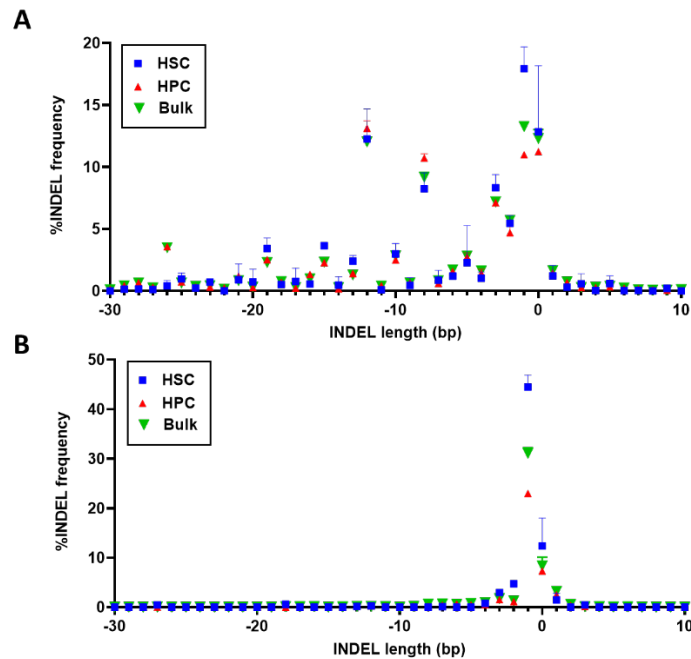 A
20
15
10
5
0
%INDEL frequency
HSC
HPC
Bulk
-30 -20 -10 0 10
INDEL length (bp)
B
50
40
30
20
10
0
%INDEL frequency
HSC
HPC
Bulk
-30 -20 -10 0 10
INDEL length (bp)